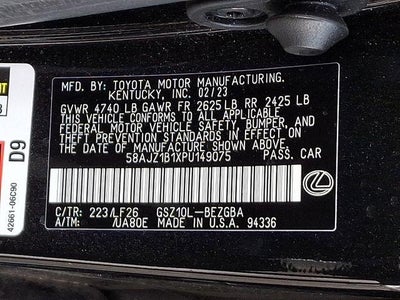 MFD. BY: TOYOTA MOTOR MANUFACTURING.
KENTUCKY, INC. 02/23
GVWR 4740 LB GAWR FR 2625 LB RR 2425 LB
THIS VEHICLE CONFORMS TO ALL APPLICABLE
FEDERAL MOTOR VEHICLE SAFETY, BUMPER, AND
THEFT PREVENTION STANDARDS IN EFFECT ON THE
DATE OF MANUFACTURE SHOWN ABOVE.
58AJZ1B1XPU149075 PASS. CAR
C/TR: 223/LF26 GSZ10L-BEZGBA
A/TM: /UA80E MADE IN U.S.A. 94336
D9
42661-06C90